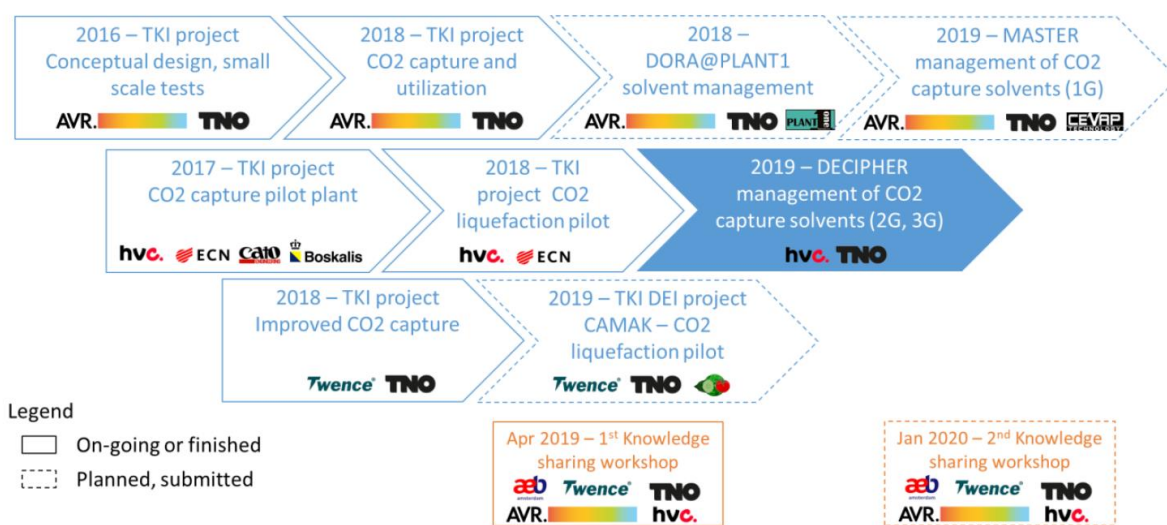 2016 – TKI project
Conceptual design, small
scale tests
AVR. TNO
2018 – TKI project
CO2 capture and
utilization
AVR. TNO
2018 –
DORA@PLANT1
solvent management
AVR. TNO PLANT ONE
2019 – MASTER
management of CO2
capture solvents (1G)
AVR. TNO CEVAP
TECHNOLOGY
2017 – TKI project
CO2 capture pilot plant
hvc. ECN CATO Boskalis
2018 – TKI
project CO2
liquefaction pilot
hvc. ECN
2019 – DECIPHER
management of CO2
capture solvents (2G, 3G)
hvc. TNO
2018 – TKI project
Improved CO2 capture
Twence® TNO
2019 – TKI DEI project
CAMAK – CO2
liquefaction pilot
Twence® TNO
Legend
On-going or finished
Planned, submitted
Apr 2019 – 1st Knowledge
sharing workshop
aeb amsterdam Twence® TNO
AVR. hvc.
Jan 2020 – 2nd Knowledge
sharing workshop
aeb amsterdam Twence® TNO
AVR. hvc.